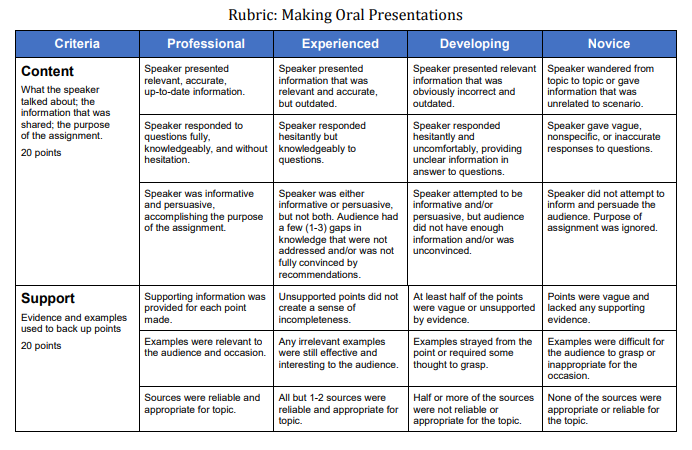 Rubric: Making Oral Presentations
Criteria
Professional
Experienced
Developing
Novice
Content
What the speaker
talked about; the
information that was
shared; the purpose
of the assignment.
20 points
Speaker presented
relevant, accurate,
up-to-date information.
Speaker presented
information that was
relevant and accurate,
but outdated.
Speaker presented relevant
information that was
obviously incorrect and
outdated.
Speaker wandered from
topic to topic or gave
information that was
unrelated to scenario.
Speaker responded to
questions fully,
knowledgeably, and without
hesitation.
Speaker responded
hesitantly but
knowledgeably to
questions.
Speaker responded
hesitantly and
uncomfortably, providing
unclear information in
answer to questions.
Speaker gave vague,
nonspecific, or inaccurate
responses to questions.
Speaker was informative
and persuasive,
accomplishing the purpose
of the assignment.
Speaker was either
informative or persuasive,
but not both. Audience had
a few (1-3) gaps in
knowledge that were not
addressed and/or was not
fully convinced by
recommendations.
Speaker attempted to be
informative and/or
persuasive, but audience
did not have enough
information and/or was
unconvinced.
Speaker did not attempt to
inform and persuade the
audience. Purpose of
assignment was ignored.
Support
Evidence and examples
used to back up points
20 points
Supporting information was
provided for each point
made.
Unsupported points did not
create a sense of
incompleteness.
At least half of the points
were vague or unsupported
by evidence.
Points were vague and
lacked any supporting
evidence.
Examples were relevant to
the audience and occasion.
Any irrelevant examples
were still effective and
interesting to the audience.
Examples strayed from the
point or required some
thought to grasp.
Examples were difficult for
the audience to grasp or
inappropriate for the
occasion.
Sources were reliable and
appropriate for topic.
All but 1-2 sources were
reliable and appropriate for
topic.
Half or more of the sources
were not reliable or
appropriate for the topic.
None of the sources were
appropriate or reliable for
the topic.